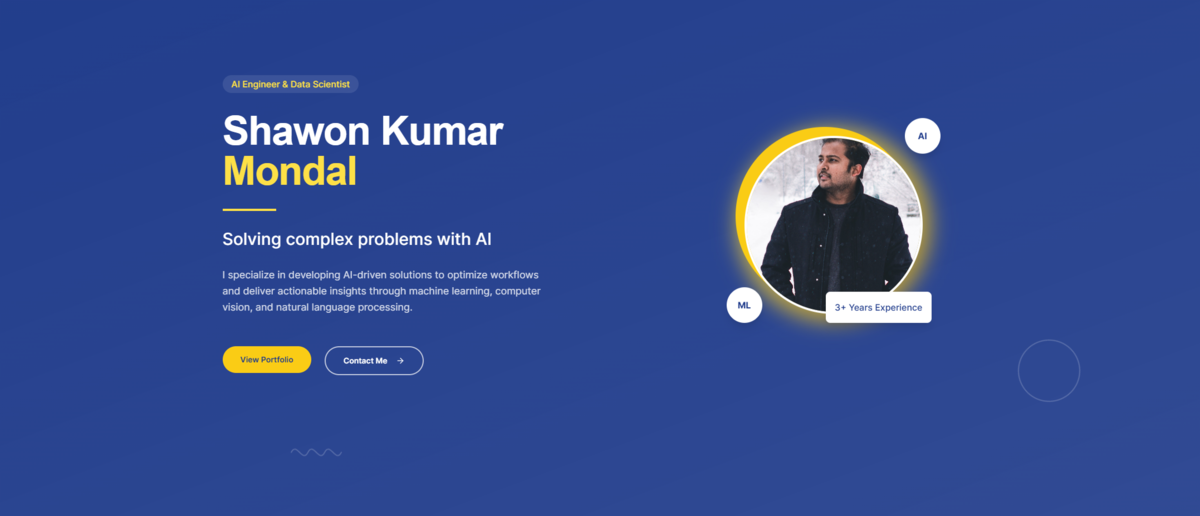 AI Engineer & Data Scientist
Shawon Kumar
Mondal
Solving complex problems with AI
I specialize in developing AI-driven solutions to optimize workflows
and deliver actionable insights through machine learning, computer
vision, and natural language processing.
View Portfolio
Contact Me →
AI
ML
3+ Years Experience